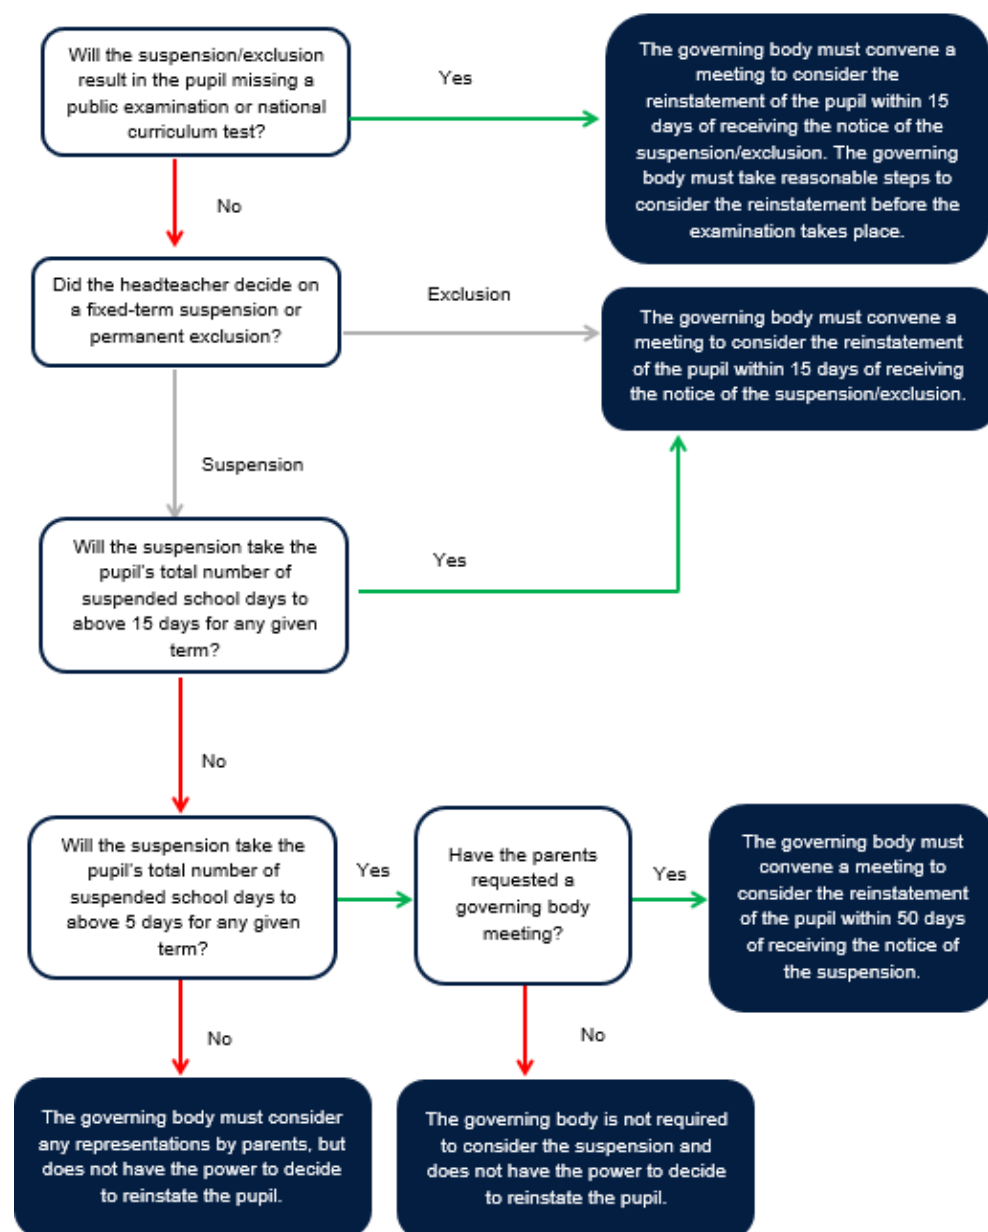 Will the suspension/exclusion
result in the pupil missing a
public examination or national
curriculum test?
Yes
The governing body must convene a
meeting to consider the
reinstatement of the pupil within 15
days of receiving the notice of the
suspension/exclusion. The governing
body must take reasonable steps to
consider the reinstatement before the
examination takes place.
No
Did the headteacher decide on
a fixed-term suspension or
permanent exclusion?
Exclusion
The governing body must convene a
meeting to consider the reinstatement
of the pupil within 15 days of receiving
the notice of the suspension/exclusion.
Suspension
Will the suspension take the
pupil's total number of
suspended school days to
above 15 days for any given
term?
Yes
No
Will the suspension take the
pupil's total number of
suspended school days to
above 5 days for any given
term?
Yes
Have the parents
requested a
governing body
meeting?
Yes
The governing body must
convene a meeting to
consider the reinstatement
of the pupil within 50 days
of receiving the notice of
the suspension.
No
No
The governing body must consider
any representations by parents, but
does not have the power to decide
to reinstate the pupil.
The governing body is not required
to consider the suspension and
does not have the power to decide
to reinstate the pupil.